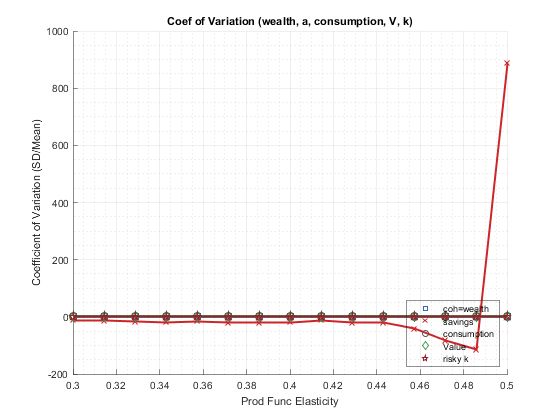 Coef of Variation (wealth, a, consumption, V, k)
1000
800
600
400
200
0
-200
Coefficient of Variation (SD/Mean)
coh=wealth
savings
consumption
Value
risky k
0.3 0.32 0.34 0.36 0.38 0.4 0.42 0.44 0.46 0.48 0.5
Prod Func Elasticity